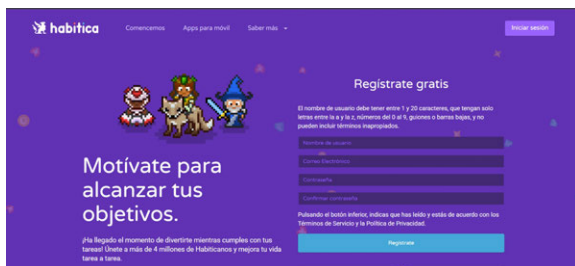 habitica
Comencemos Apps para móvil Saber más
Iniciar sesión
Motívate para
alcanzar tus
objetivos.
¡Ha llegado el momento de divertirte mientras cumples con tus
tareas! Únete a más de 4 millones de Habiticanos y mejora tu vida
tarea a tarea.
Regístrate gratis
El nombre de usuario debe tener entre 1 y 20 caracteres, que tengan solo
letras entre la a y la z, números del 0 al 9, guiones o barras bajas, y no
pueden incluir términos inapropiados.
Nombre de usuario
Correo Electrónico
Contraseña
Confirmar contraseña
Pulsando el botón inferior, indicas que has leído y estás de acuerdo con los
Términos de Servicio y la Política de Privacidad.
Regístrate